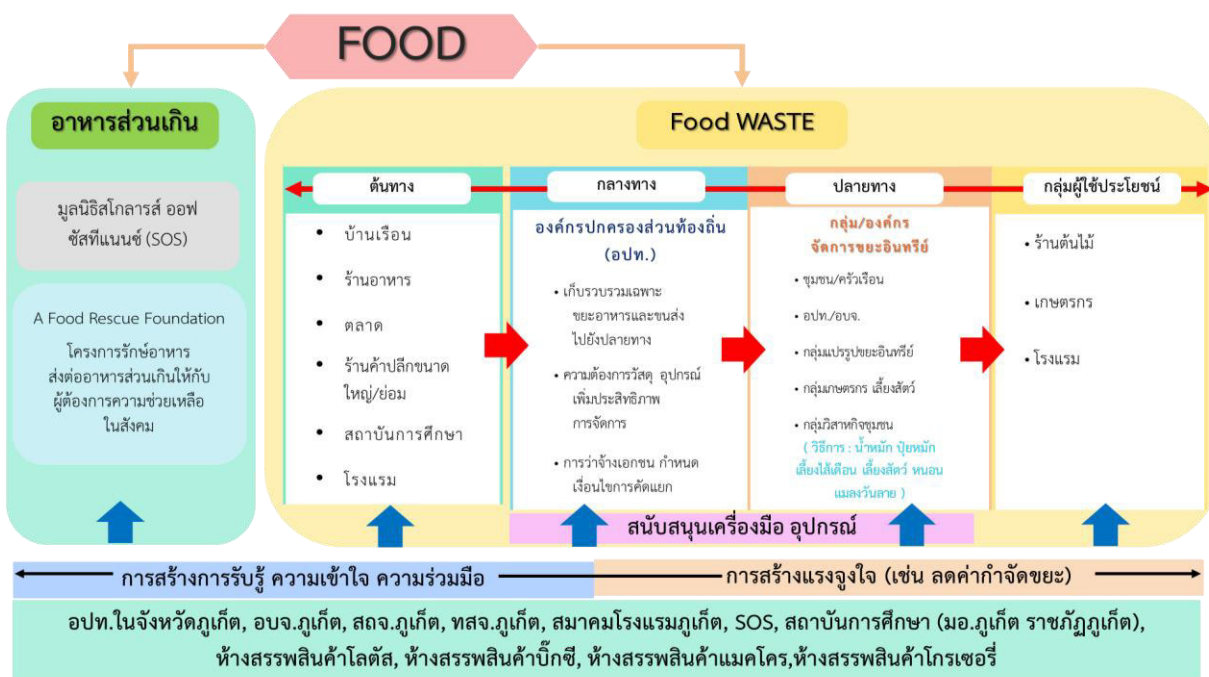 FOOD
อาหารส่วนเกิน
มูลนิธิสโกลารส์ ออฟ
ซัสทีแนนซ์ (SOS)
A Food Rescue Foundation
โครงการรักษ์อาหาร
ส่งต่ออาหารส่วนเกินให้กับ
ผู้ต้องการความช่วยเหลือ
ในสังคม
Food WASTE
ต้นทาง
• บ้านเรือน
• ร้านอาหาร
• ตลาด
• ร้านค้าปลีกขนาด
ใหญ่/ย่อม
• สถาบันการศึกษา
• โรงแรม
กลางทาง
องค์กรปกครองส่วนท้องถิ่น
(อปท.)
• เก็บรวบรวมเฉพาะ
ขยะอาหารและขนส่ง
ไปยังปลายทาง
• ความต้องการวัสดุ อุปกรณ์
เพิ่มประสิทธิภาพ
การจัดการ
• การว่าจ้างเอกชน กำหนด
เงื่อนไขการคัดแยก
ปลายทาง
กลุ่ม/องค์กร
จัดการขยะอินทรีย์
• ชุมชน/ครัวเรือน
• อปท./อบจ.
• กลุ่มแปรรูปขยะอินทรีย์
• กลุ่มเกษตรกร เลี้ยงสัตว์
• กลุ่มวิสาหกิจชุมชน
( วิธีการ : น้ำหมัก ปุ๋ยหมัก
เลี้ยงไส้เดือน เลี้ยงสัตว์ หนอน
แมลงวันลาย )
กลุ่มผู้ใช้ประโยชน์
• ร้านต้นไม้
• เกษตรกร
• โรงแรม
สนับสนุนเครื่องมือ อุปกรณ์
การสร้างการรับรู้ ความเข้าใจ ความร่วมมือ
การสร้างแรงจูงใจ (เช่น ลดค่ากำจัดขยะ)
อปท.ในจังหวัดภูเก็ต, อบจ.ภูเก็ต, สถจ.ภูเก็ต, ทสจ.ภูเก็ต, สมาคมโรงแรมภูเก็ต, SOS, สถาบันการศึกษา (มอ.ภูเก็ต ราชภัฏภูเก็ต),
ห้างสรรพสินค้าโลตัส, ห้างสรรพสินค้าบิ๊กซี, ห้างสรรพสินค้าแมคโคร,ห้างสรรพสินค้าโกรเซอรี่